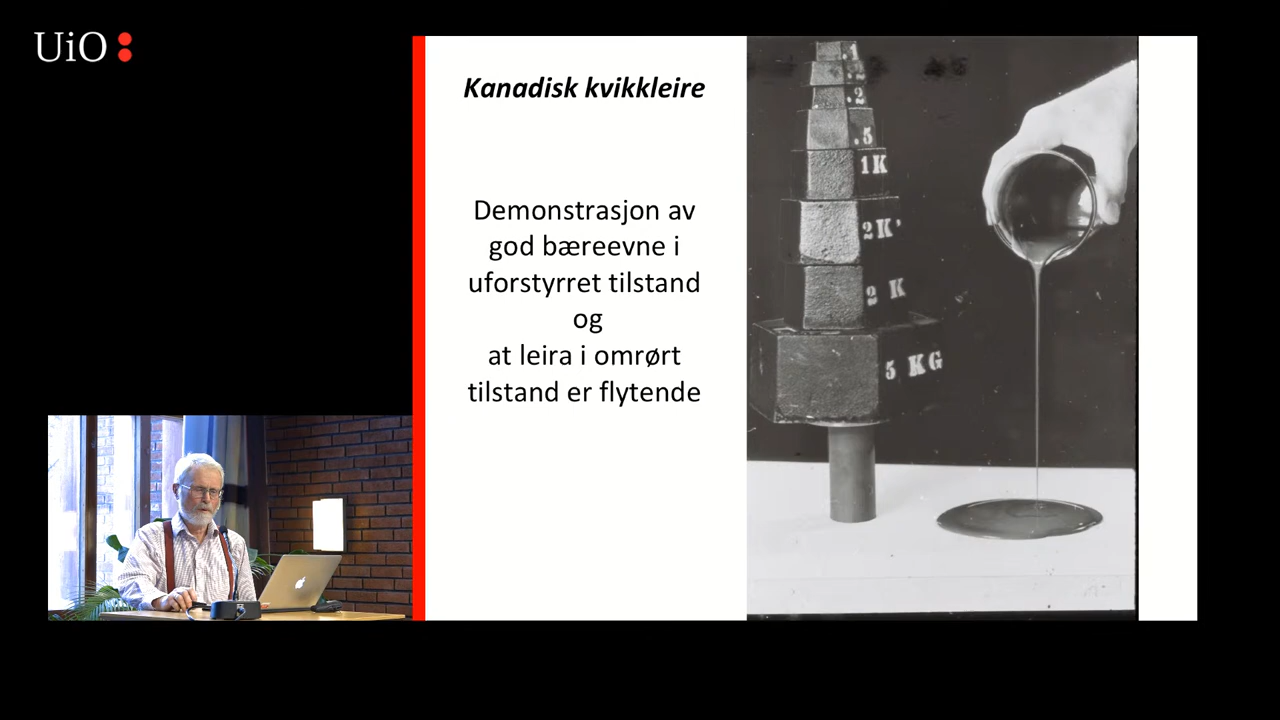 UiO
Kanadisk kvikkleire
Demonstrasjon av
god bæreevne i
uforstyrret tilstand
og
at leira i omrørt
tilstand er flytende
.1
.2
.2
.5
1K
2K
2 K
5 KG